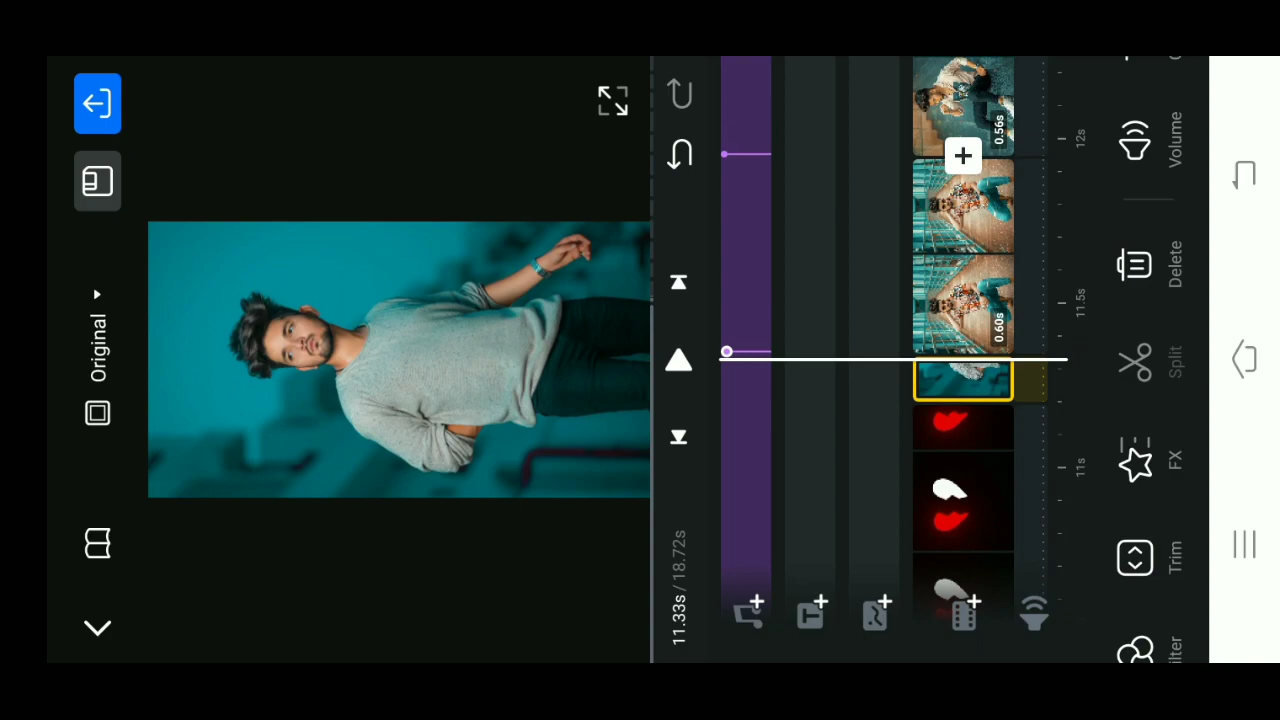 Original
11.33s / 18.72s
0.60s
0.56s
11s
11.5s
12s
Trim
FX
Split
Delete
Volume